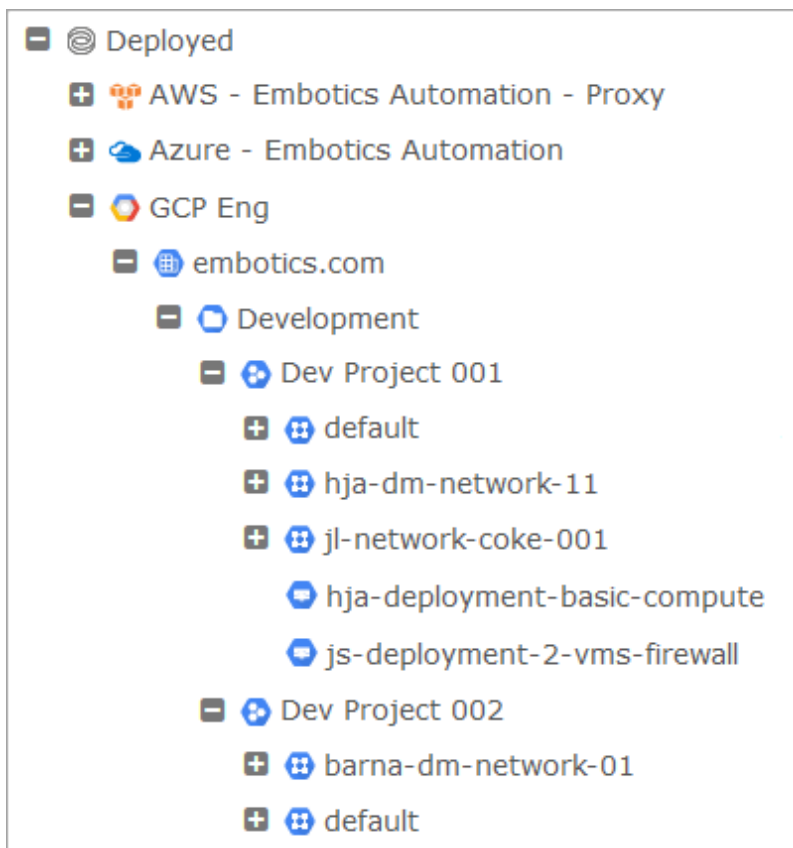 Deployed
AWS - Embotics Automation - Proxy
Azure - Embotics Automation
GCP Eng
embotics.com
Development
Dev Project 001
default
hja-dm-network-11
jl-network-coke-001
hja-deployment-basic-compute
js-deployment-2-vms-firewall
Dev Project 002
barna-dm-network-01
default